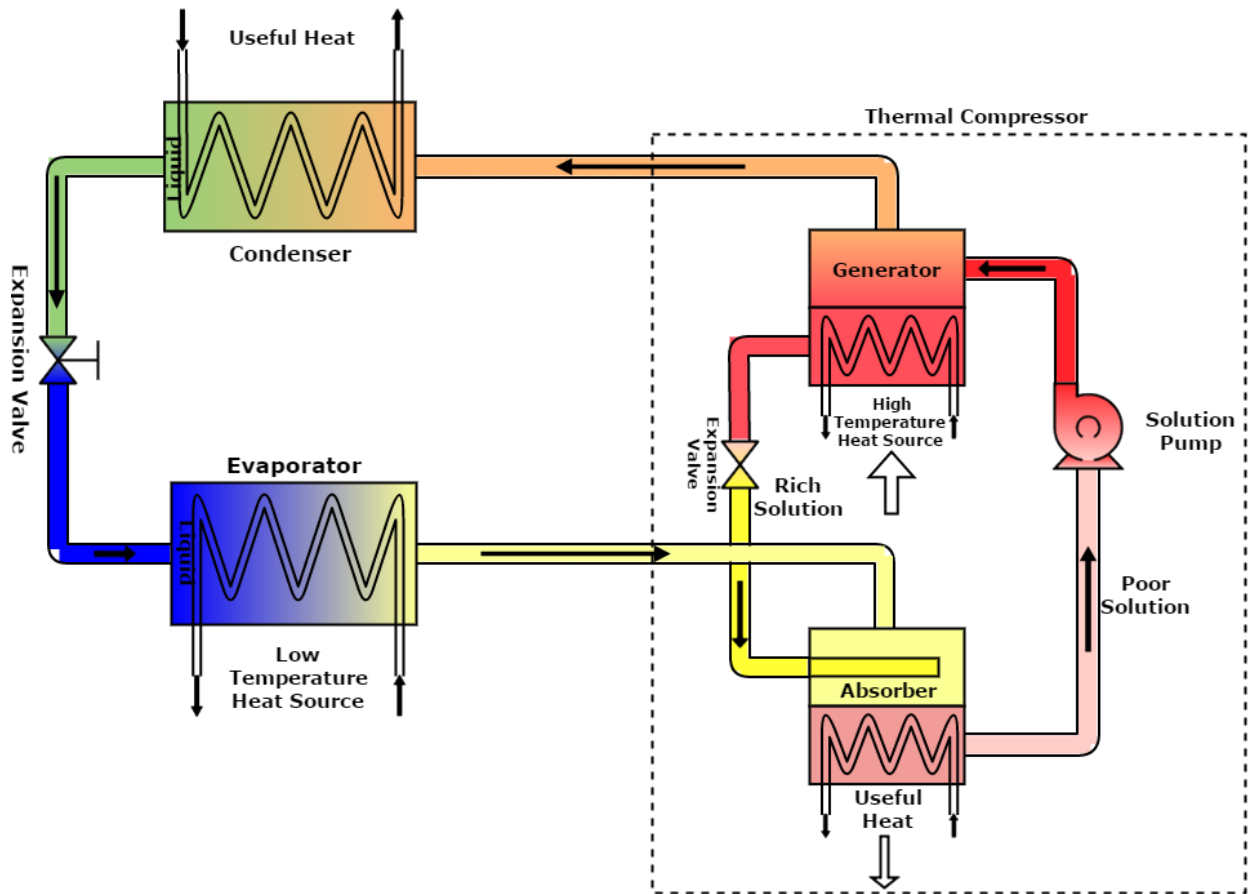 Useful Heat
Thermal Compressor
Liquid
Condenser
Generator
Expansion Valve
High
Temperature
Heat Source
Expansion
Valve
Solution
Pump
Evaporator
Rich
Solution
Liquid
Poor
Solution
Low
Temperature
Heat Source
Absorber
Useful
Heat